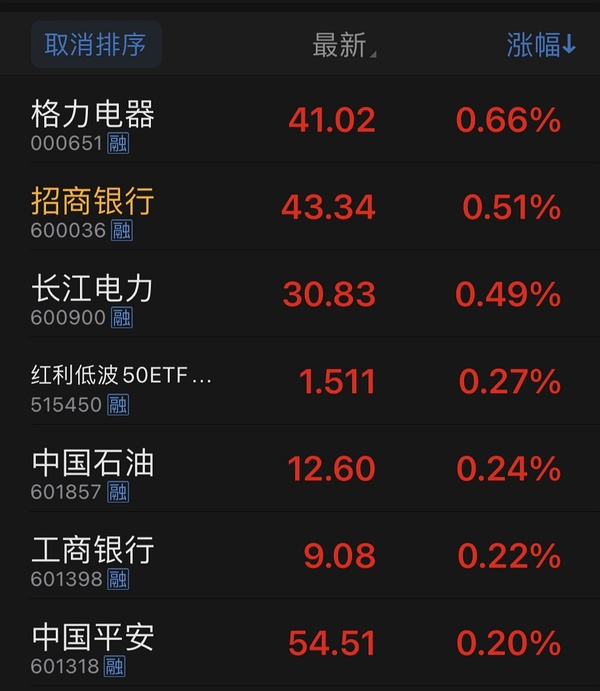 取消排序 最新 涨幅↓
格力电器 41.02 0.66%
000651 融
招商银行 43.34 0.51%
600036 融
长江电力 30.83 0.49%
600900 融
红利低波50ETF... 1.511 0.27%
515450 融
中国石油 12.60 0.24%
601857 融
工商银行 9.08 0.22%
601398 融
中国平安 54.51 0.20%
601318 融